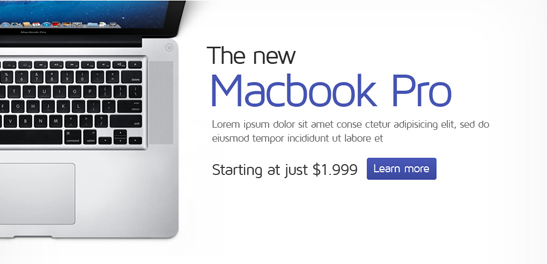 The new
Macbook Pro
Lorem ipsum dolor sit amet conse ctetur adipisicing elit, sed do
eiusmod tempor incididunt ut labore et
Starting at just $1.999
Learn more